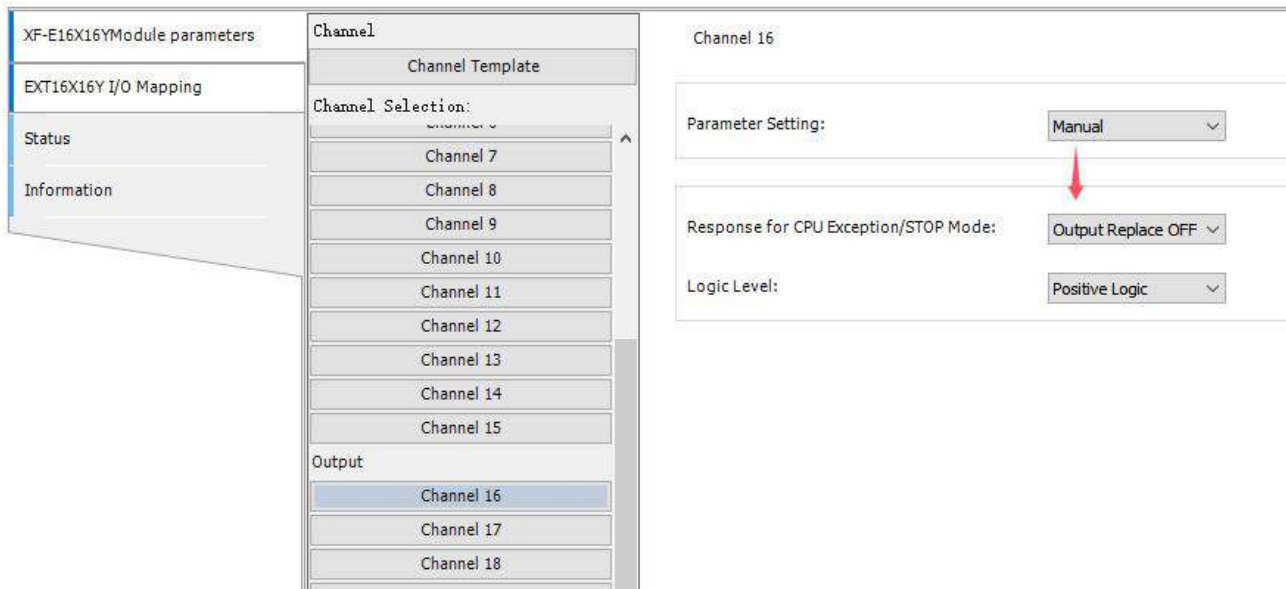 XF-E16X16YModule parameters
EXT16X16Y I/O Mapping
Status
Information
Channel
Channel Template
Channel Selection:
Channel 7
Channel 8
Channel 9
Channel 10
Channel 11
Channel 12
Channel 13
Channel 14
Channel 15
Output
Channel 16
Channel 17
Channel 18
Channel 16
Parameter Setting:
Manual
Response for CPU Exception/STOP Mode:
Output Replace OFF
Logic Level:
Positive Logic